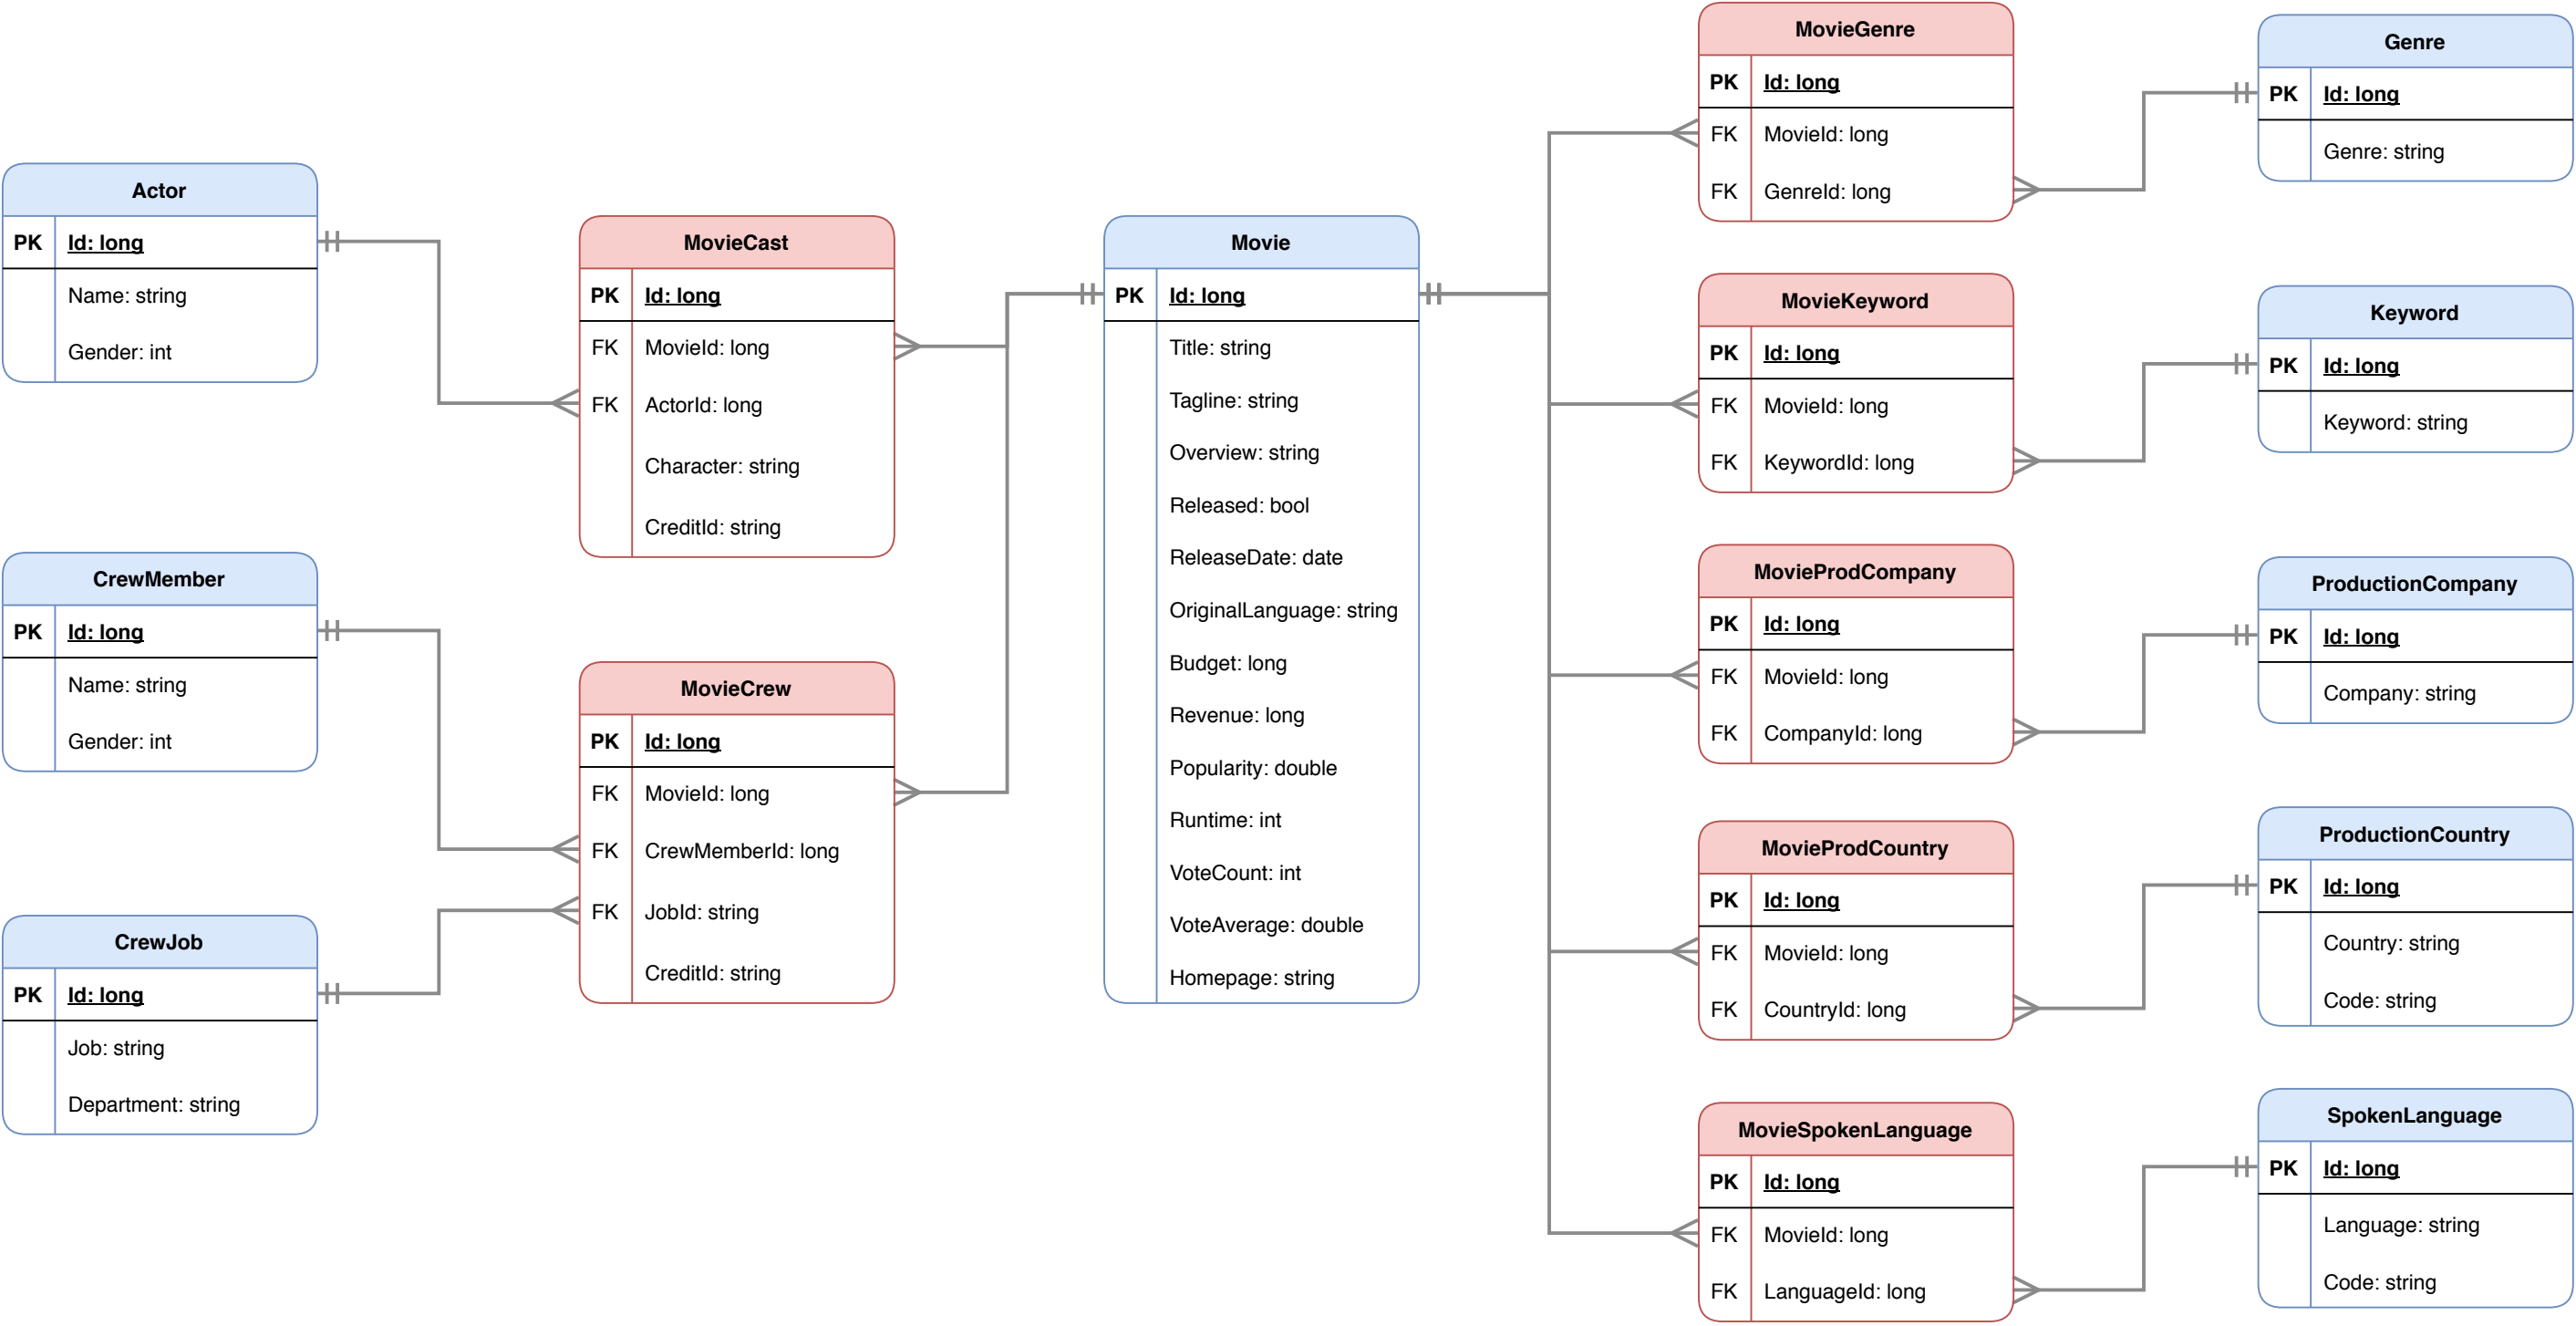 Actor
PK Id: long
Name: string
Gender: int
CrewMember
PK Id: long
Name: string
Gender: int
CrewJob
PK Id: long
Job: string
Department: string
MovieCast
PK Id: long
FK MovieId: long
FK ActorId: long
Character: string
CreditId: string
MovieCrew
PK Id: long
FK MovieId: long
FK CrewMemberId: long
FK JobId: string
CreditId: string
Movie
PK Id: long
Title: string
Tagline: string
Overview: string
Released: bool
ReleaseDate: date
OriginalLanguage: string
Budget: long
Revenue: long
Popularity: double
Runtime: int
VoteCount: int
VoteAverage: double
Homepage: string
MovieGenre
PK Id: long
FK MovieId: long
FK GenreId: long
MovieKeyword
PK Id: long
FK MovieId: long
FK KeywordId: long
MovieProdCompany
PK Id: long
FK MovieId: long
FK CompanyId: long
MovieProdCountry
PK Id: long
FK MovieId: long
FK CountryId: long
MovieSpokenLanguage
PK Id: long
FK MovieId: long
FK LanguageId: long
Genre
PK Id: long
Genre: string
Keyword
PK Id: long
Keyword: string
ProductionCompany
PK Id: long
Company: string
ProductionCountry
PK Id: long
Country: string
Code: string
SpokenLanguage
PK Id: long
Language: string
Code: string